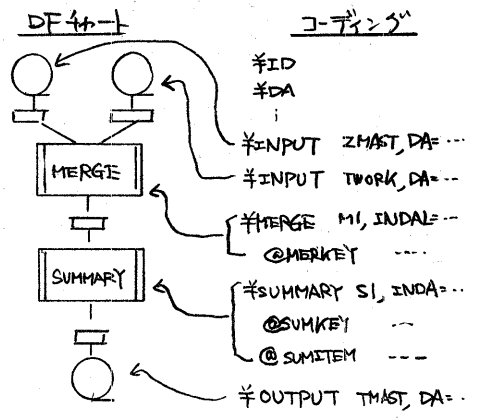 DFチャート
コーディング
¥ID
¥DA
⋮
¥INPUT ZMAST, DA= ...
¥INPUT TWORK, DA= ...
MERGE
¥MERGE M1, INDAL= ...
@MERKEY ....
SUMMARY
¥SUMMARY S1, INDA= ..
@SUMKEY ...
@SUMITEM ---
¥OUTPUT TMAST, DA= .